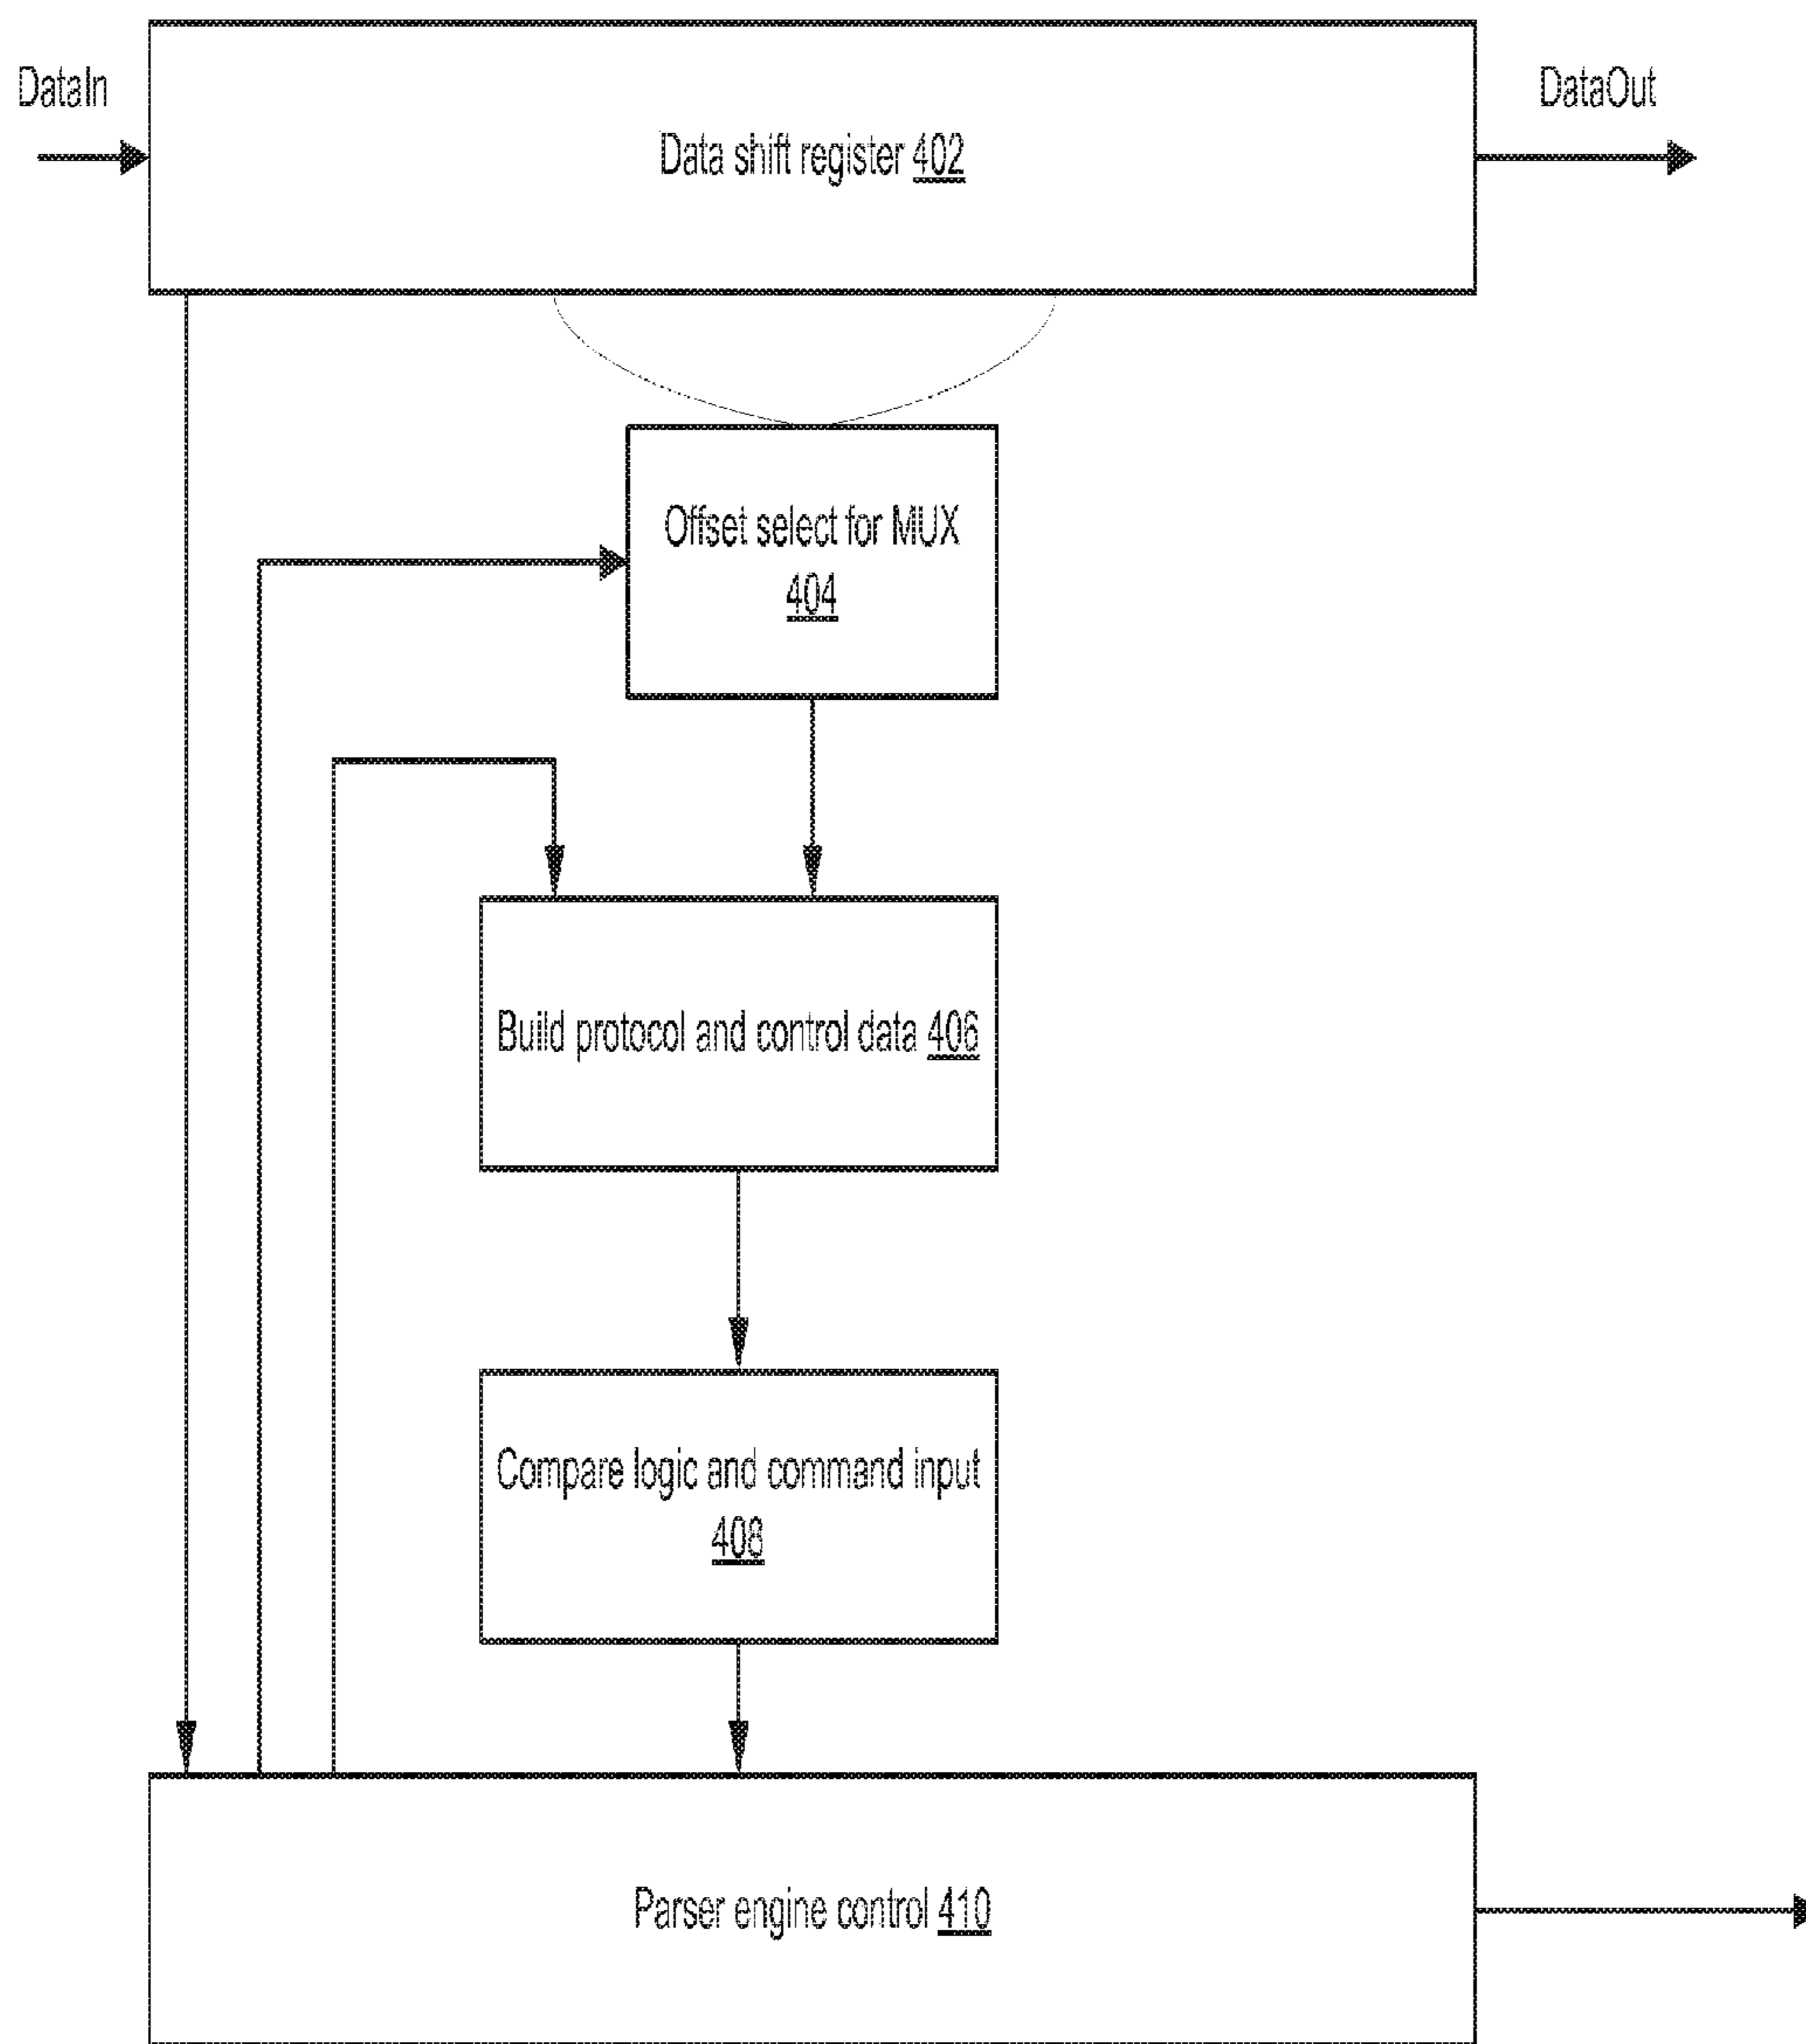 DataIn
DataOut
Data shift register 402
Offset select for MUX
404
Build protocol and control data 406
Compare logic and command input
408
Parser engine control 410